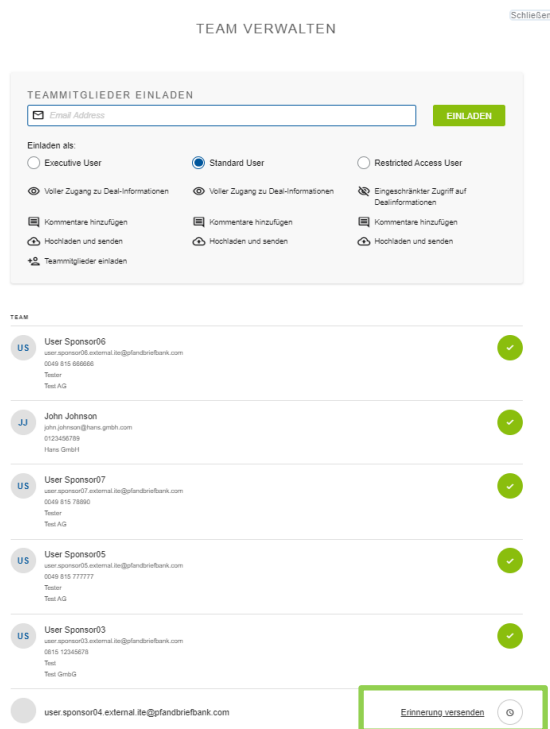 Schließen
TEAM VERWALTEN
TEAMMITGLIEDER EINLADEN
Email Address
EINLADEN
Einladen als:
Executive User
Standard User
Restricted Access User
Voller Zugang zu Deal-Informationen
Voller Zugang zu Deal-Informationen
Eingeschränkter Zugriff auf
Dealinformationen
Kommentare hinzufügen
Kommentare hinzufügen
Kommentare hinzufügen
Hochladen und senden
Hochladen und senden
Hochladen und senden
Teammitglieder einladen
TEAM
US
User Sponsor06
user.sponsor06.external.ite@pfandbriefbank.com
0049 815 666666
Tester
Test AG
JJ
John Johnson
john.johnson@hans.gmbh.com
0123456789
Hans GmbH
US
User Sponsor07
user.sponsor07.external.ite@pfandbriefbank.com
0049 815 78890
Tester
Test AG
US
User Sponsor05
user.sponsor05.external.ite@pfandbriefbank.com
0049 815 777777
Tester
Test AG
US
User Sponsor03
user.sponsor03.external.ite@pfandbriefbank.com
0815 12345678
Test
Test GmbG
user.sponsor04.external.ite@pfandbriefbank.com
Erinnerung versenden